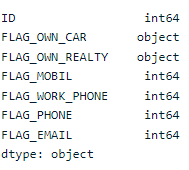 ID int64
FLAG_OWN_CAR object
FLAG_OWN_REALTY object
FLAG_MOBIL int64
FLAG_WORK_PHONE int64
FLAG_PHONE int64
FLAG_EMAIL int64
dtype: object